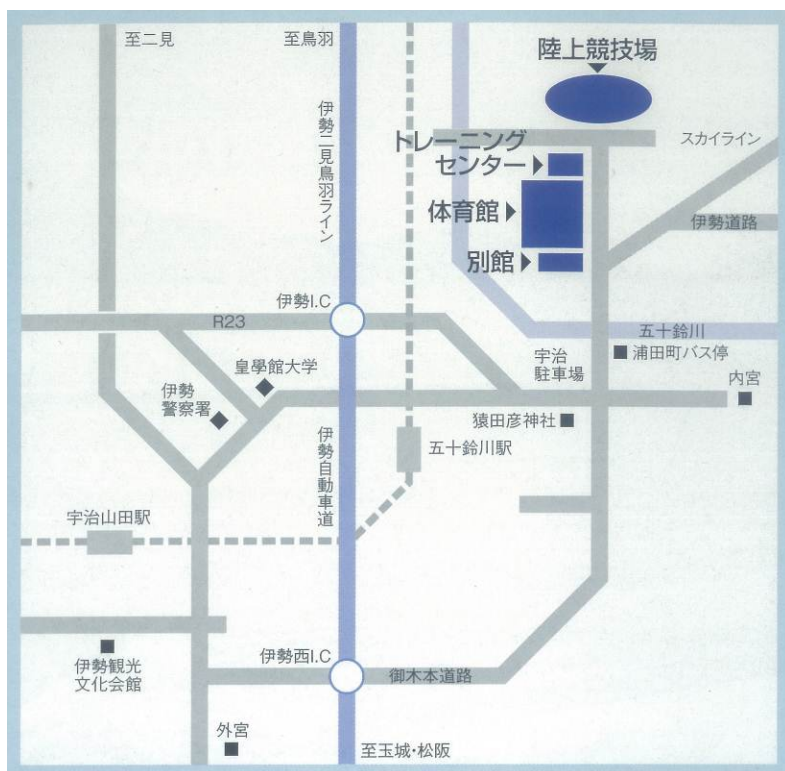 至二見
至鳥羽
陸上競技場
伊勢二見鳥羽ライン
トレーニング
センター
スカイライン
体育館
伊勢道路
別館
伊勢I.C
R23
五十鈴川
浦田町バス停
宇治
駐車場
皇學館大学
内宮
伊勢
警察署
猿田彦神社
五十鈴川駅
伊勢自動車道
宇治山田駅
伊勢西I.C
御木本道路
伊勢観光
文化会館
外宮
至玉城・松阪